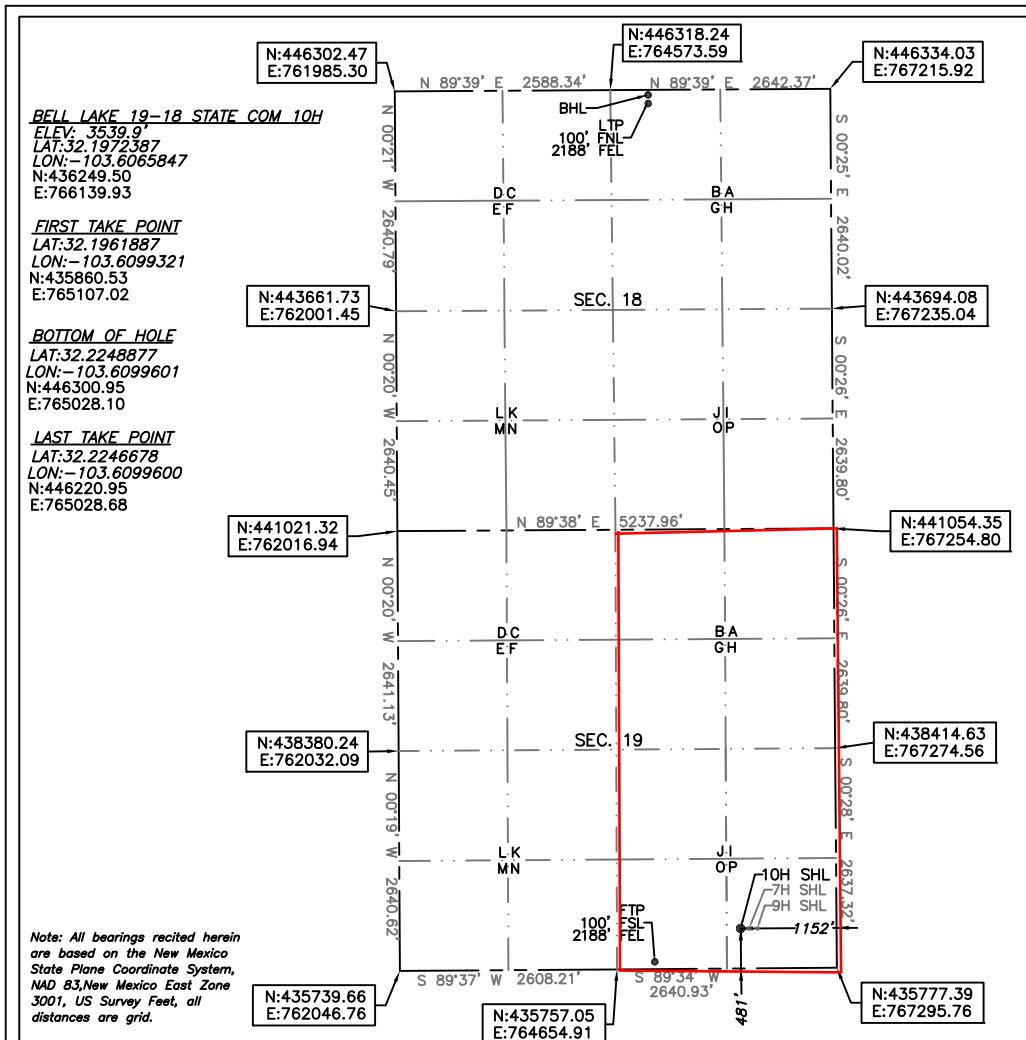 N:446302.47
E:761985.30
N:446318.24
E:764573.59
N:446334.03
E:767215.92
N 89°39' E 2588.34'
N 89°39' E 2642.37'
BELL LAKE 19-18 STATE COM 10H
ELEV: 3539.9'
LAT:32.1972387
LON:-103.6065847
N:436249.50
E:766139.93
FIRST TAKE POINT
LAT:32.1961887
LON:-103.6099321
N:435860.53
E:765107.02
BOTTOM OF HOLE
LAT:32.2248877
LON:-103.6099601
N:446300.95
E:765028.10
LAST TAKE POINT
LAT:32.2246678
LON:-103.6099600
N:446220.95
E:765028.68
BHL
LTP
100' FNL
2188' FEL
N 00°21' W 2640.79'
S 00°25' E 2640.02'
D C
E F
B A
G H
N:443661.73
E:762001.45
SEC. 18
N:443694.08
E:767235.04
N 00°20' W 2640.45'
S 00°26' E 2639.80'
L K
M N
J I
O P
N:441021.32
E:762016.94
N 89°38' E 5237.96'
N:441054.35
E:767254.80
N 00°20' W 2641.13'
S 00°26' E 2639.80'
D C
E F
B A
G H
N:438380.24
E:762032.09
SEC. 19
N:438414.63
E:767274.56
N 00°19' W 2640.62'
S 00°28' E 2637.32'
L K
M N
J I
O P
10H SHL
7H SHL
9H SHL
1152'
FTP
100' FSL
2188' FEL
481'
S 89°37' W 2608.21'
S 89°34' W
2640.93'
Note: All bearings recited herein
are based on the New Mexico
State Plane Coordinate System,
NAD 83,New Mexico East Zone
3001, US Survey Feet, all
distances are grid.
N:435739.66
E:762046.76
N:435757.05
E:764654.91
N:435777.39
E:767295.76